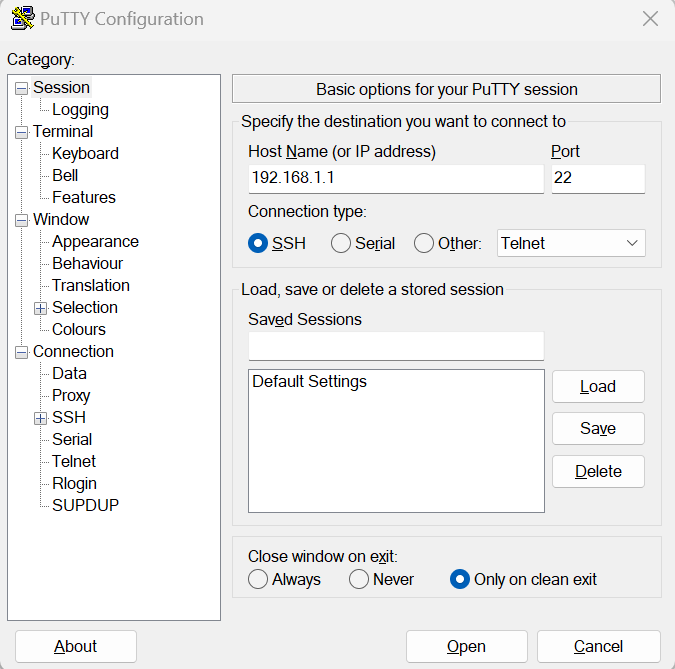 PuTTY Configuration
Category:
Session
Logging
Terminal
Keyboard
Bell
Features
Window
Appearance
Behaviour
Translation
Selection
Colours
Connection
Data
Proxy
SSH
Serial
Telnet
Rlogin
SUPDUP
Basic options for your PuTTY session
Specify the destination you want to connect to
Host Name (or IP address) Port
192.168.1.1 22
Connection type:
SSH Serial Other: Telnet
Load, save or delete a stored session
Saved Sessions
Default Settings
Load
Save
Delete
Close window on exit:
Always Never Only on clean exit
About Open Cancel